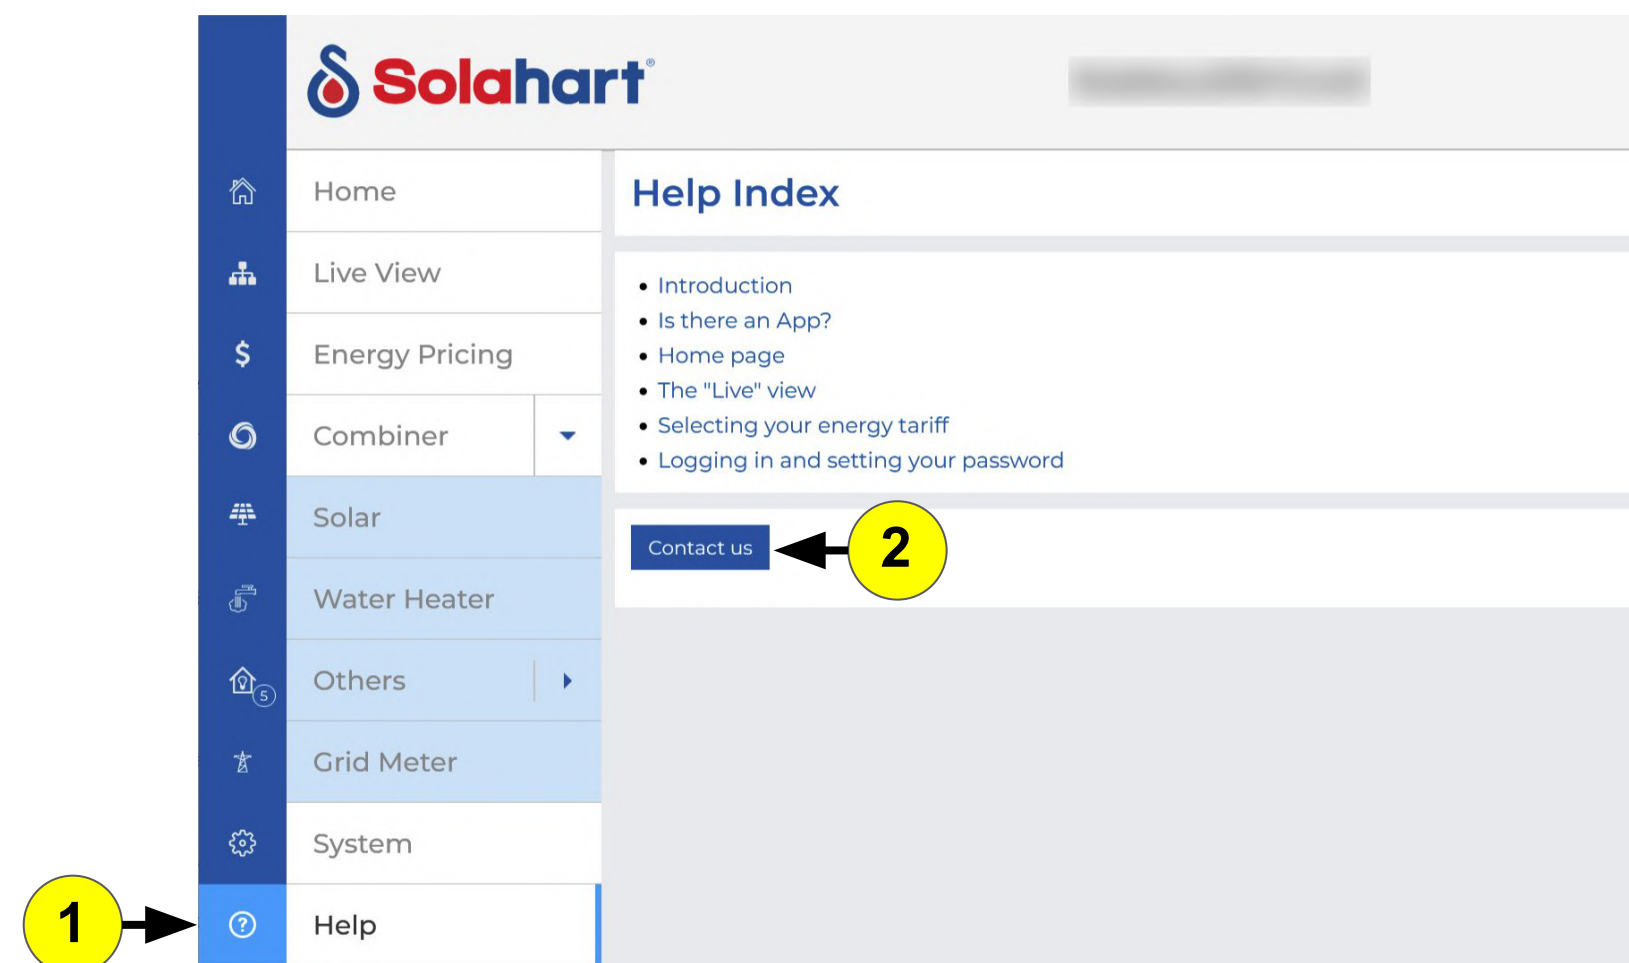 Solahart®
Home
Live View
Energy Pricing
Combiner
Solar
Water Heater
Others
5
Grid Meter
System
Help
Help Index
Introduction
Is there an App?
Home page
The "Live" view
Selecting your energy tariff
Logging in and setting your password
Contact us
2
1